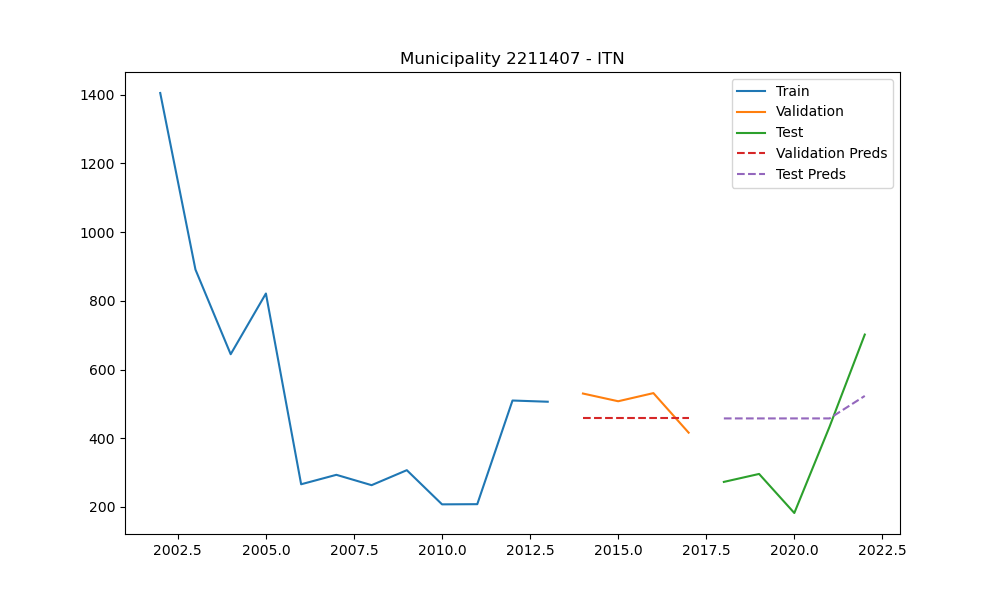 Municipality 2211407 - ITN
Train
Validation
Test
Validation Preds
Test Preds
1400
1200
1000
800
600
400
200
2002.5 2005.0 2007.5 2010.0 2012.5 2015.0 2017.5 2020.0 2022.5